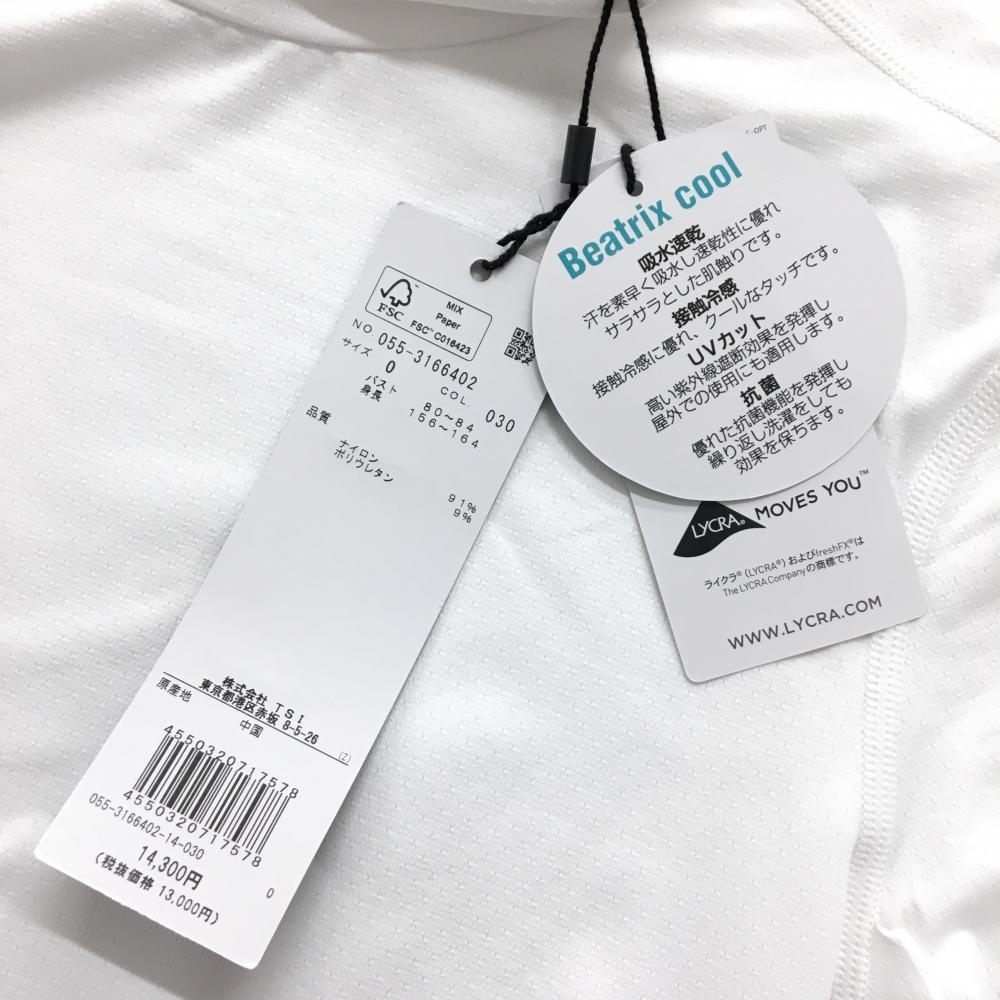 FSC™
MIX
Paper
FSC™ C016423
NO. 055-3166402
サイズ 0 COL. 030
バスト 80～84
身長 156～164
品質
ナイロン 91%
ポリウレタン 9%
株式会社 TSI
東京都港区赤坂 8-5-26
原産地 中国 (Z)
4550320717578
4550320717578
055-3166402-14-030
14,300円 0
(税抜価格 13,000円)
Beatrix cool
吸水速乾
汗を素早く吸水し速乾性に優れ
サラサラとした肌触りです。
接触冷感
接触冷感に優れ、クールなタッチです。
UVカット
高い紫外線遮断効果を発揮し
屋外での使用にも適用します。
抗菌
優れた抗菌機能を発揮し
繰り返し洗濯をしても
効果を保ちます。
-OPT
LYCRA® MOVES YOU™
ライクラ®（LYCRA®）およびfreshFX®は
The LYCRA Companyの商標です。
WWW.LYCRA.COM